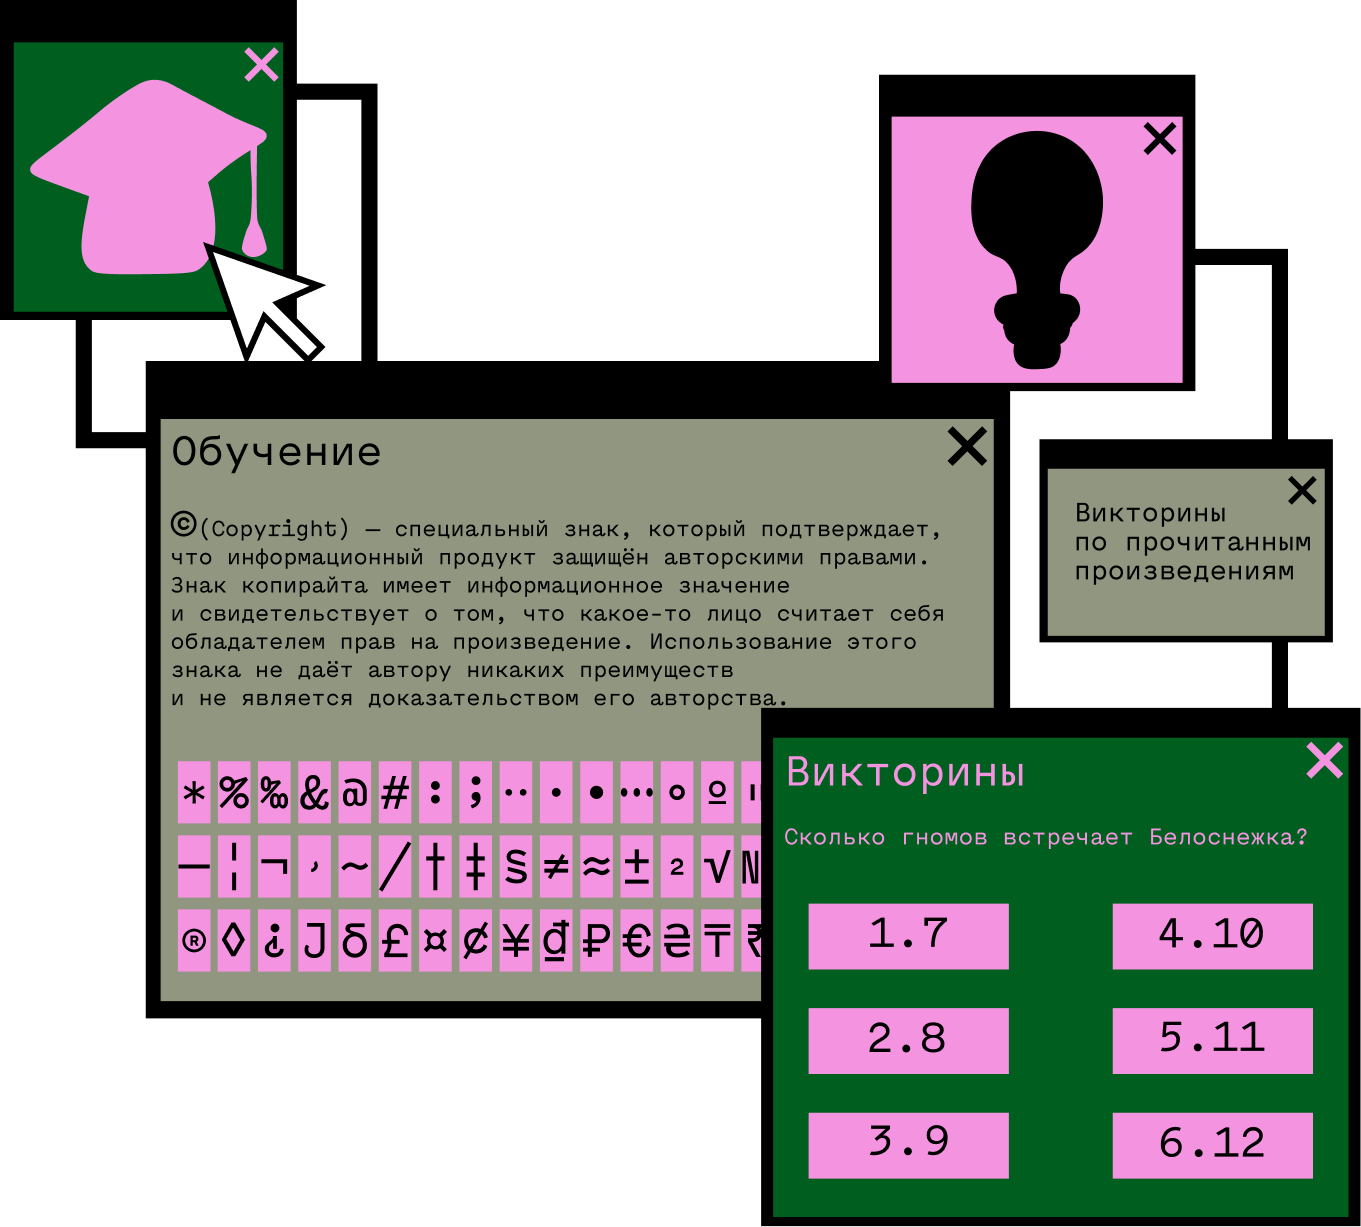 Обучение
©(Copyright) — специальный знак, который подтверждает,
что информационный продукт защищён авторскими правами.
Знак копирайта имеет информационное значение
и свидетельствует о том, что какое-то лицо считает себя
обладателем прав на произведение. Использование этого
знака не даёт автору никаких преимуществ
и не является доказательством его авторства.
* % ‰ & @ # : ; ·· · • … ° º
— ¦ ¬ , ~ / † ‡ § ≠ ≈ ± ² √ №
® ◊ ¿ J δ £ ¤ ₵ ¥ ₫ ₽ € ₴ ₸ ₹
Викторины
по прочитанным
произведениям
Викторины
Сколько гномов встречает Белоснежка?
1.7
4.10
2.8
5.11
3.9
6.12